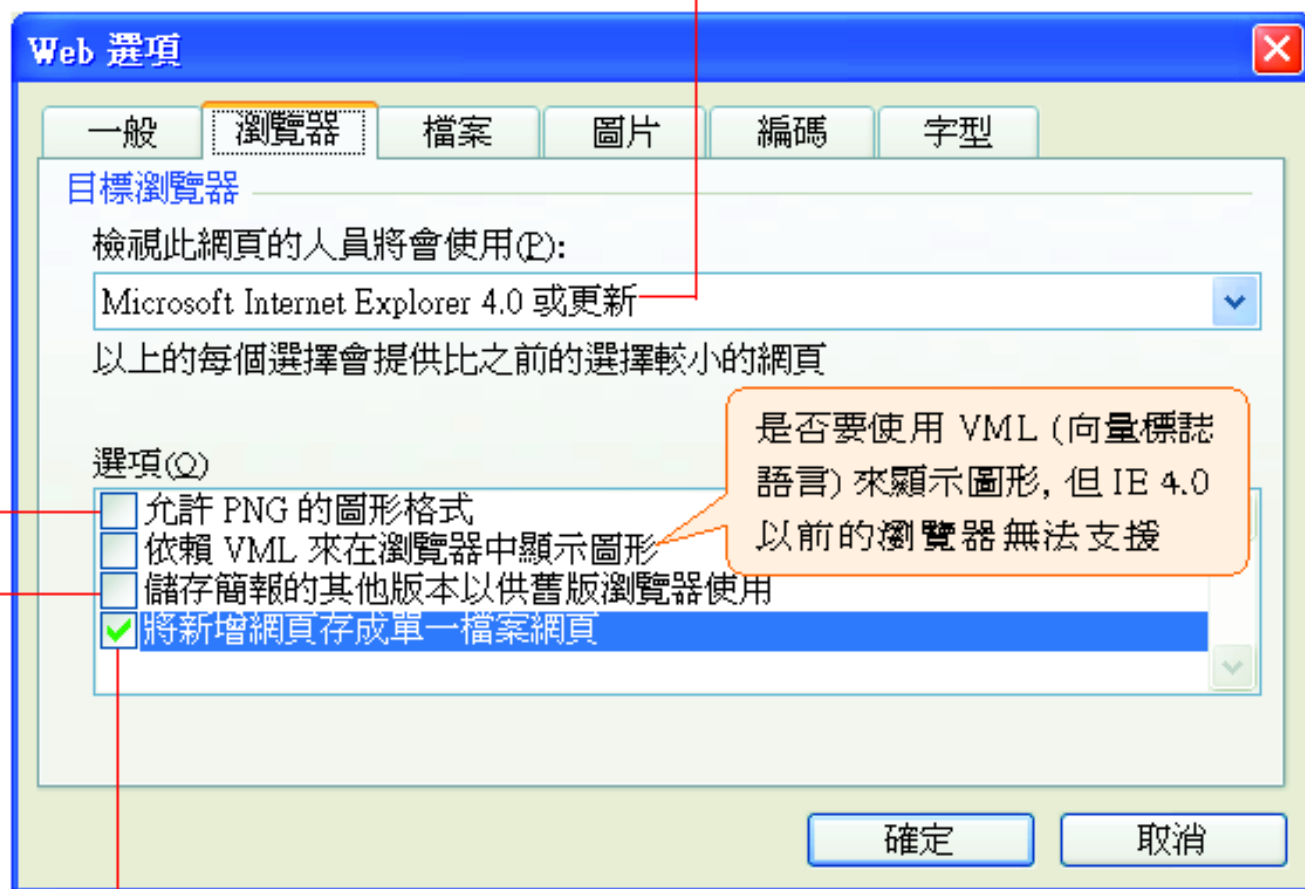 Web 選項
一般 瀏覽器 檔案 圖片 編碼 字型
目標瀏覽器
檢視此網頁的人員將會使用(P):
Microsoft Internet Explorer 4.0 或更新
以上的每個選擇會提供比之前的選擇較小的網頁
選項(O)
允許 PNG 的圖形格式
依賴 VML 來在瀏覽器中顯示圖形
儲存簡報的其他版本以供舊版瀏覽器使用
將新增網頁存成單一檔案網頁
是否要使用 VML (向量標誌
語言) 來顯示圖形, 但 IE 4.0
以前的瀏覽器無法支援
確定 取消